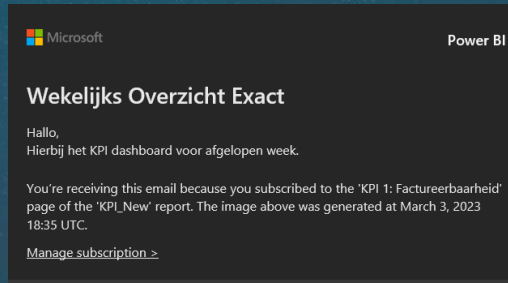 Microsoft
Power BI
Wekelijks Overzicht Exact
Hallo,
Hierbij het KPI dashboard voor afgelopen week.
You're receiving this email because you subscribed to the 'KPI 1: Factureerbaarheid'
page of the 'KPI_New' report. The image above was generated at March 3, 2023
18:35 UTC.
Manage subscription >